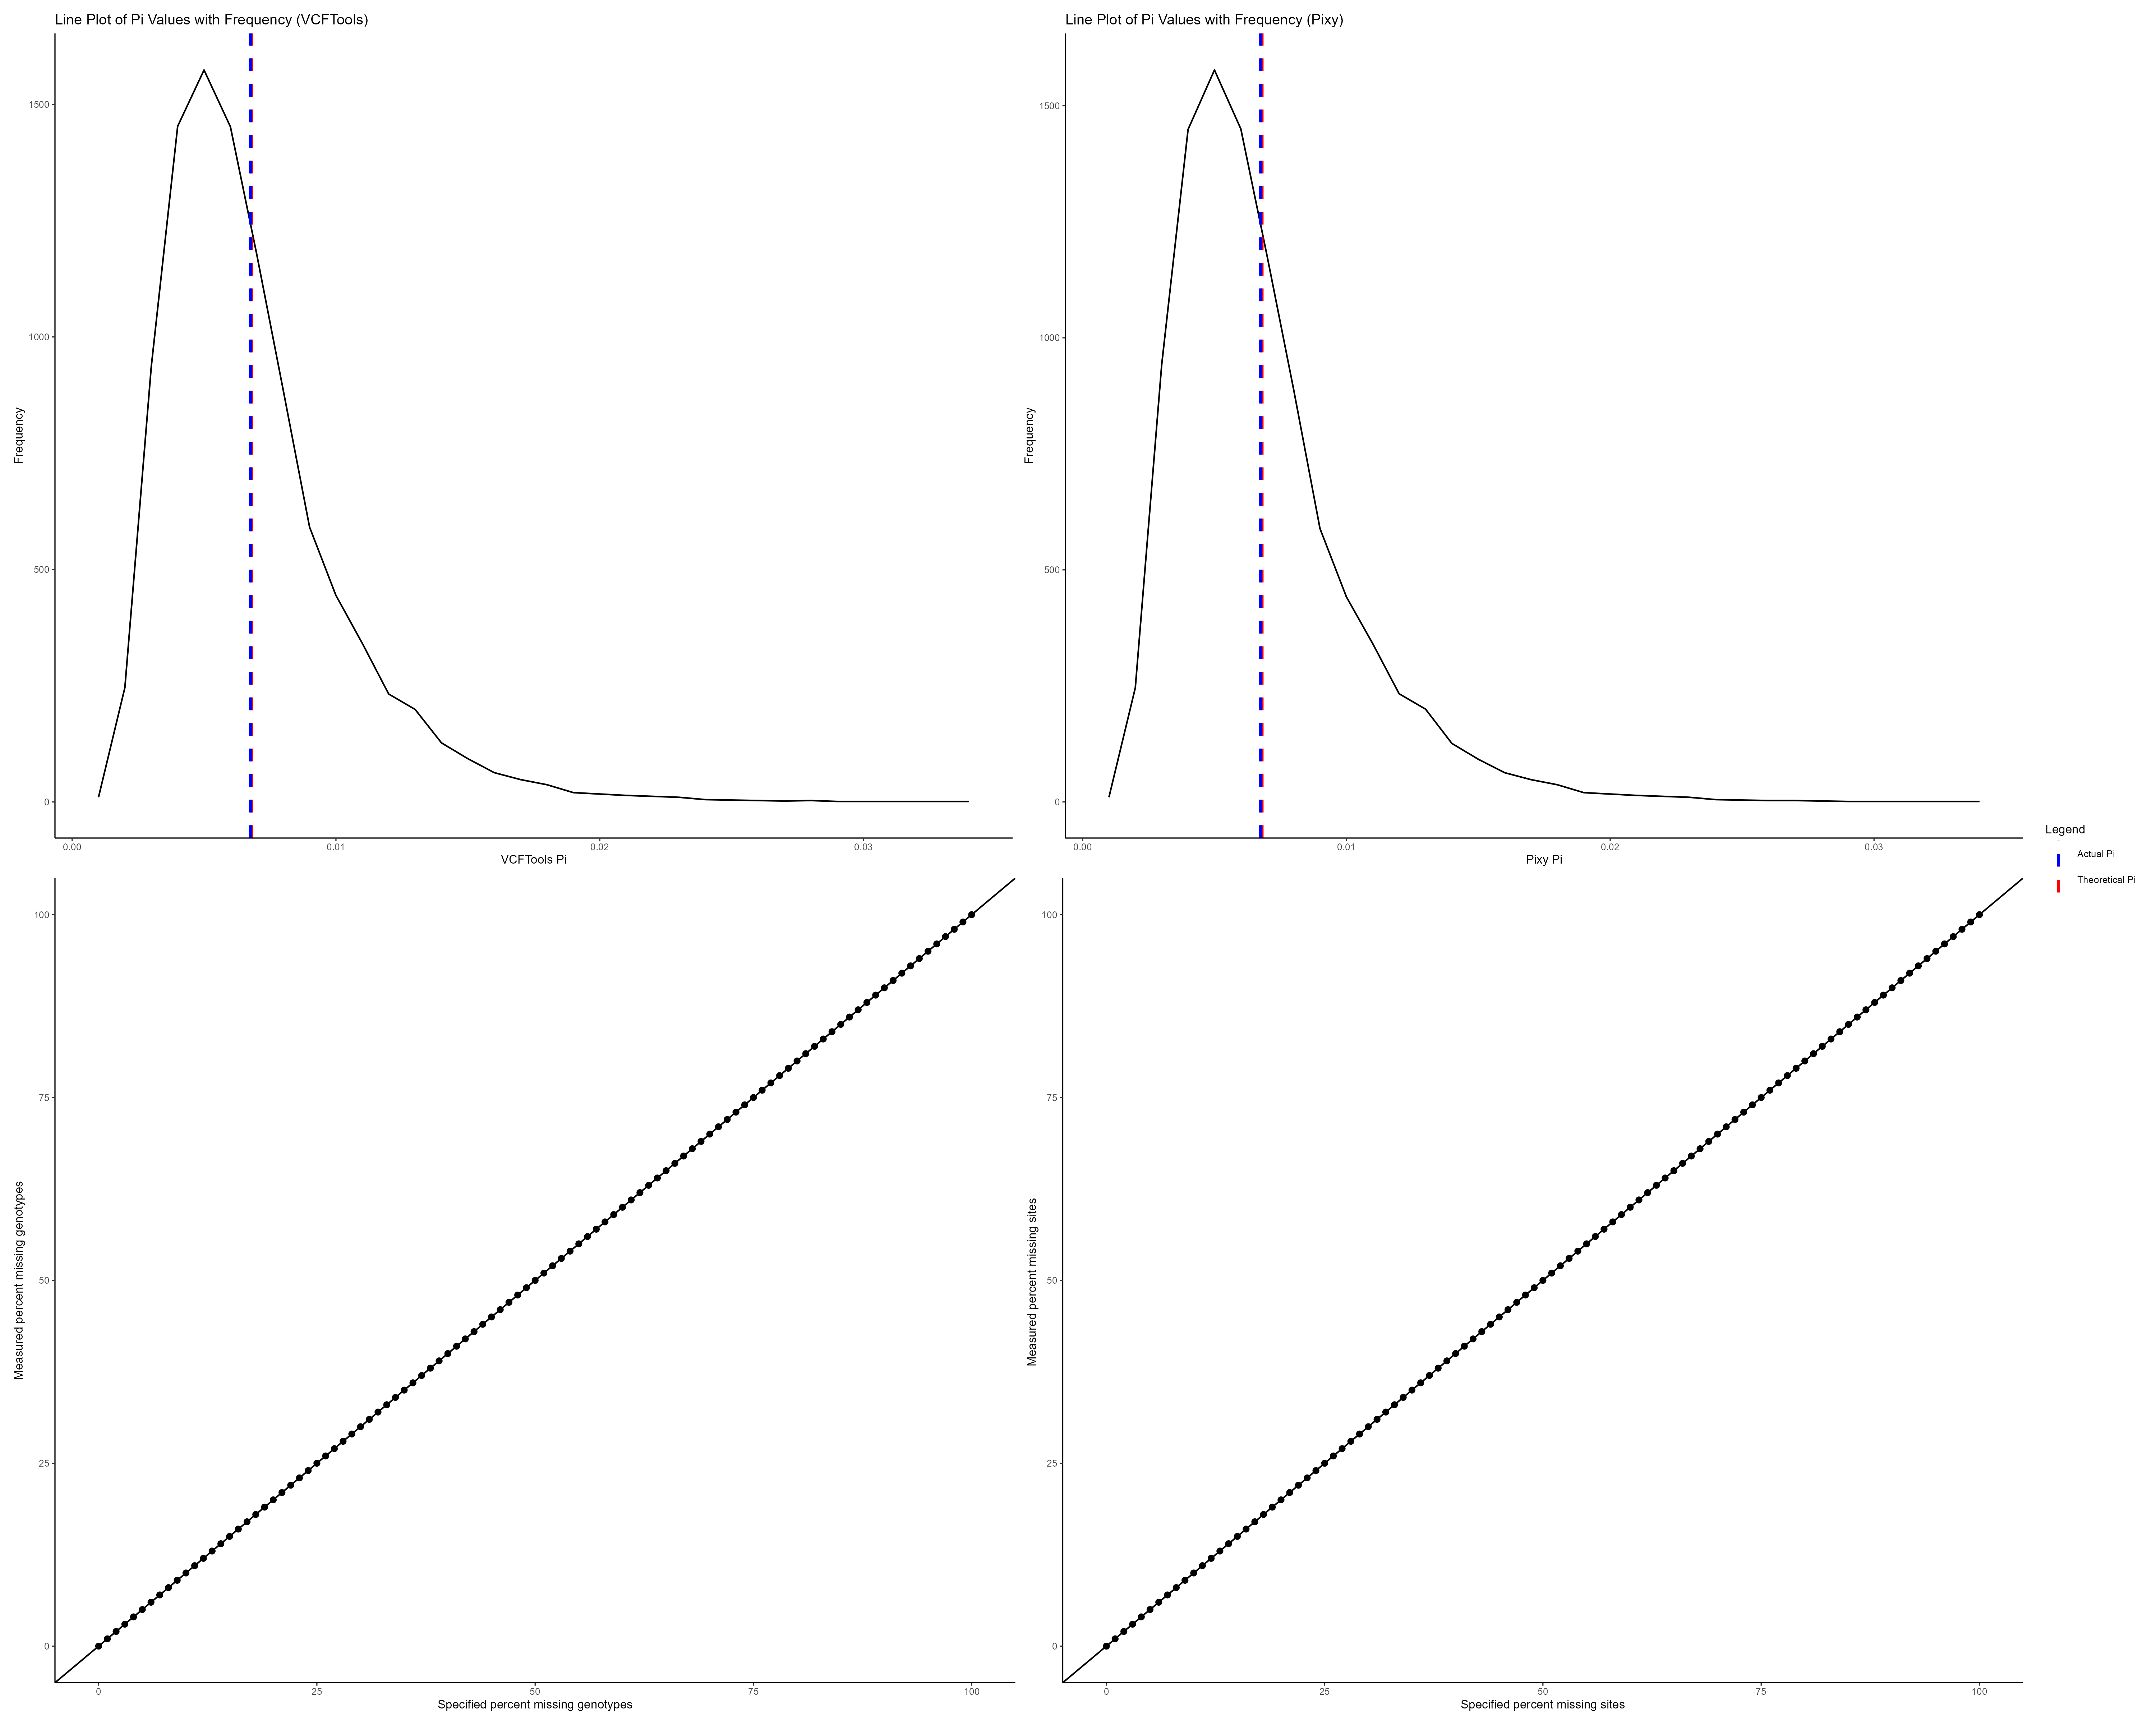 Line Plot of Pi Values with Frequency (VCFTools)
1500
1000
500
0
Frequency
0.00
0.01
0.02
0.03
VCFTools Pi
Line Plot of Pi Values with Frequency (Pixy)
1500
1000
500
0
Frequency
0.00
0.01
0.02
0.03
Pixy Pi
Legend
Actual Pi
Theoretical Pi
100
75
50
25
0
Measured percent missing genotypes
0
25
50
75
100
Specified percent missing genotypes
100
75
50
25
0
Measured percent missing sites
0
25
50
75
100
Specified percent missing sites